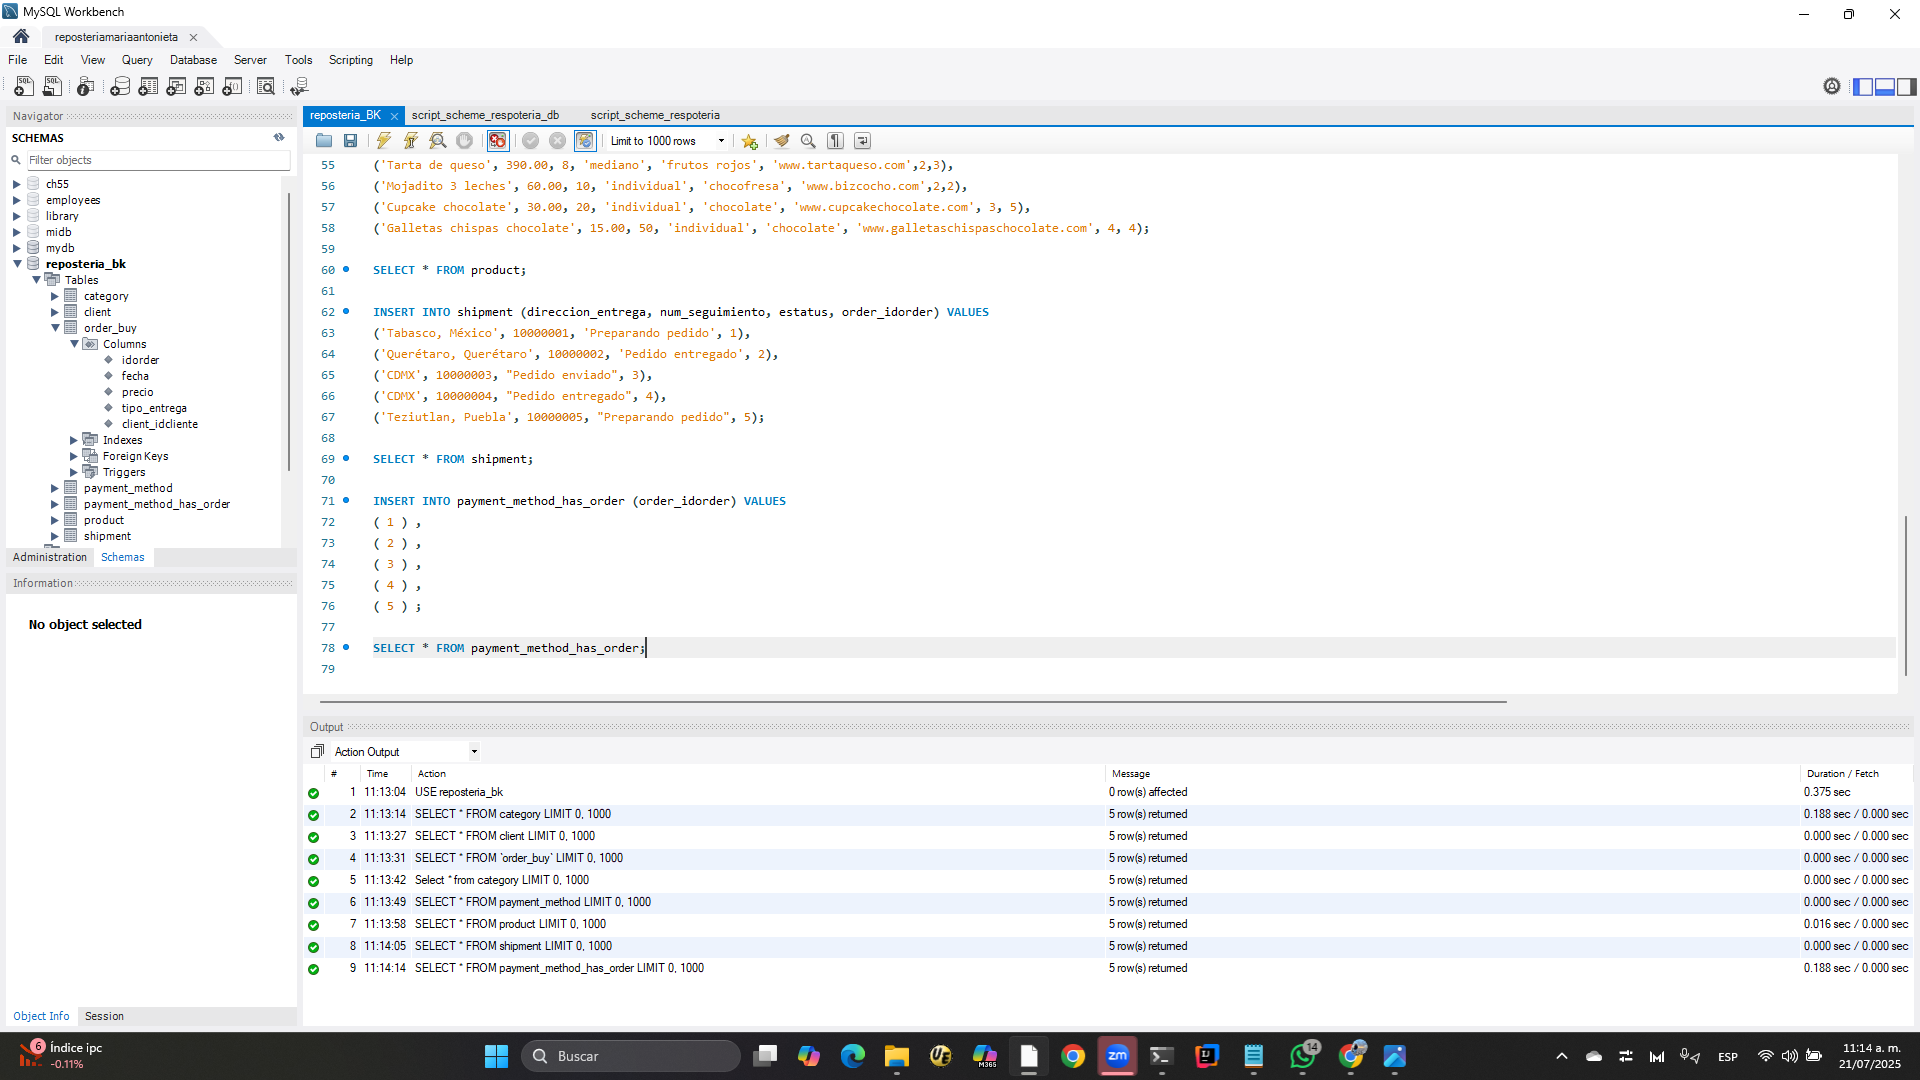 MySQL Workbench
reposteriamariaantonieta
File Edit View Query Database Server Tools Scripting Help
Navigator
SCHEMAS
Filter objects
ch55
employees
library
midb
mydb
reposteria_bk
Tables
category
client
order_buy
Columns
idorder
fecha
precio
tipo_entrega
client_idcliente
Indexes
Foreign Keys
Triggers
payment_method
payment_method_has_order
product
shipment
Administration Schemas
Information
No object selected
Object Info Session
reposteria_BK script_scheme_respoteria_db script_scheme_respoteria
Limit to 1000 rows
55 ('Tarta de queso', 390.00, 8, 'mediano', 'frutos rojos', 'www.tartaqueso.com',2,3),
56 ('Mojadito 3 leches', 60.00, 10, 'individual', 'chocofresa', 'www.bizcocho.com',2,2),
57 ('Cupcake chocolate', 30.00, 20, 'individual', 'chocolate', 'www.cupcakechocolate.com', 3, 5),
58 ('Galletas chispas chocolate', 15.00, 50, 'individual', 'chocolate', 'www.galletaschispaschocolate.com', 4, 4);
59
60 SELECT * FROM product;
61
62 INSERT INTO shipment (direccion_entrega, num_seguimiento, estatus, order_idorder) VALUES
63 ('Tabasco, México', 10000001, 'Preparando pedido', 1),
64 ('Querétaro, Querétaro', 10000002, 'Pedido entregado', 2),
65 ('CDMX', 10000003, "Pedido enviado", 3),
66 ('CDMX', 10000004, "Pedido entregado", 4),
67 ('Teziutlan, Puebla', 10000005, "Preparando pedido", 5);
68
69 SELECT * FROM shipment;
70
71 INSERT INTO payment_method_has_order (order_idorder) VALUES
72 ( 1 ) ,
73 ( 2 ) ,
74 ( 3 ) ,
75 ( 4 ) ,
76 ( 5 ) ;
77
78 SELECT * FROM payment_method_has_order;
79
Output
Action Output
# Time Action Message Duration / Fetch
1 11:13:04 USE reposteria_bk 0 row(s) affected 0.375 sec
2 11:13:14 SELECT * FROM category LIMIT 0, 1000 5 row(s) returned 0.188 sec / 0.000 sec
3 11:13:27 SELECT * FROM client LIMIT 0, 1000 5 row(s) returned 0.000 sec / 0.000 sec
4 11:13:31 SELECT * FROM `order_buy` LIMIT 0, 1000 5 row(s) returned 0.000 sec / 0.000 sec
5 11:13:42 Select * from category LIMIT 0, 1000 5 row(s) returned 0.000 sec / 0.000 sec
6 11:13:49 SELECT * FROM payment_method LIMIT 0, 1000 5 row(s) returned 0.000 sec / 0.000 sec
7 11:13:58 SELECT * FROM product LIMIT 0, 1000 5 row(s) returned 0.016 sec / 0.000 sec
8 11:14:05 SELECT * FROM shipment LIMIT 0, 1000 5 row(s) returned 0.000 sec / 0.000 sec
9 11:14:14 SELECT * FROM payment_method_has_order LIMIT 0, 1000 5 row(s) returned 0.188 sec / 0.000 sec
6 Índice ipc
-0.11%
Buscar
M365
zm
14
ESP
11:14 a. m.
21/07/2025